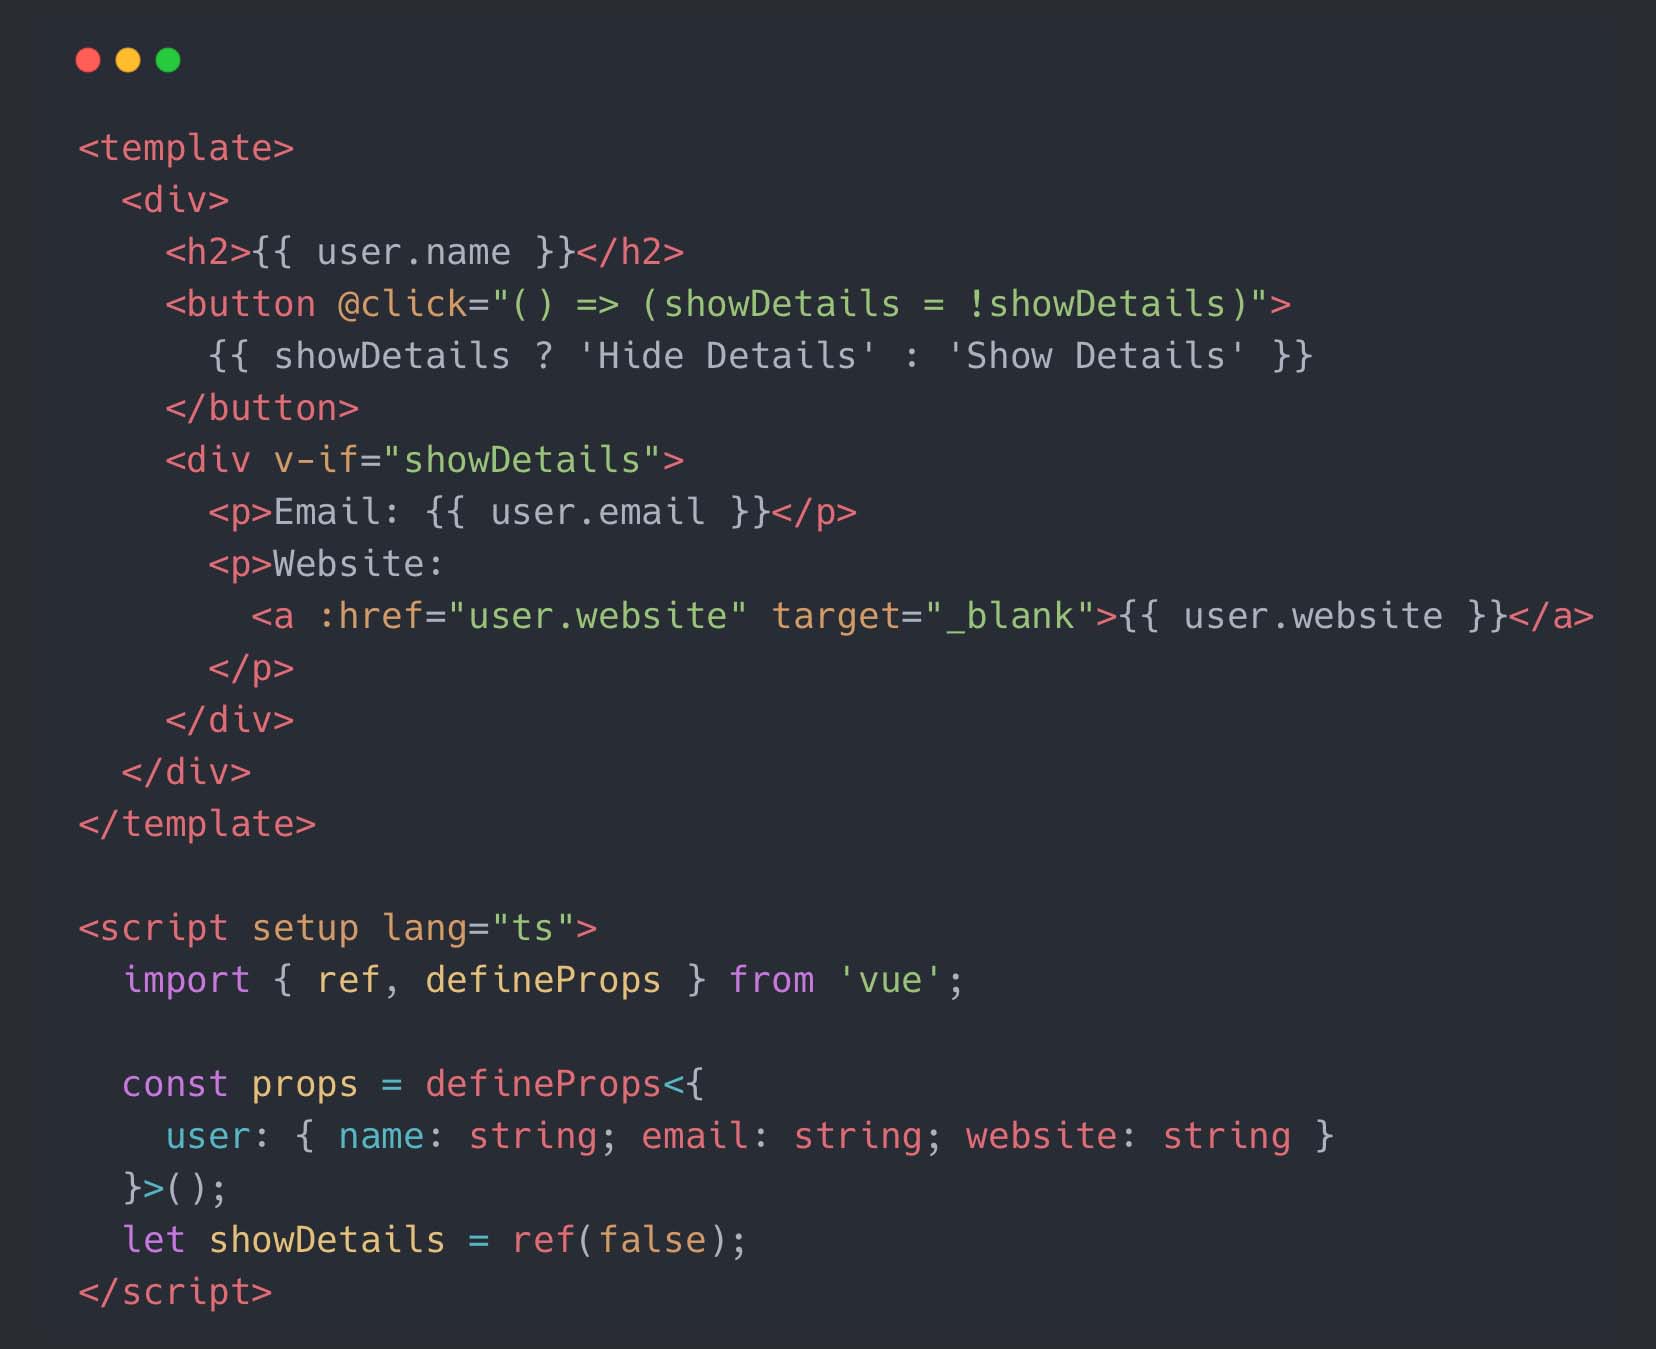 <template>
  <div>
    <h2>{{ user.name }}</h2>
    <button @click="() => (showDetails = !showDetails)">
      {{ showDetails ? 'Hide Details' : 'Show Details' }}
    </button>
    <div v-if="showDetails">
      <p>Email: {{ user.email }}</p>
      <p>Website:
        <a :href="user.website" target="_blank">{{ user.website }}</a>
      </p>
    </div>
  </div>
</template>

<script setup lang="ts">
  import { ref, defineProps } from 'vue';

  const props = defineProps<{
    user: { name: string; email: string; website: string }
  }>();
  let showDetails = ref(false);
</script>